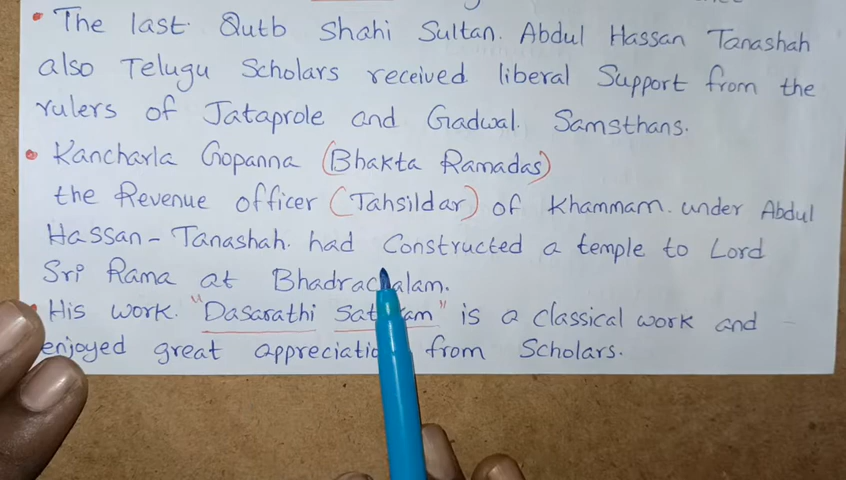 • The last Qutb Shahi Sultan. Abdul Hassan Tanashah
also Telugu Scholars received liberal Support from the
rulers of Jataprole and Gadwal. Samsthans.
• Kancharla Gopanna (Bhakta Ramadas)
the Revenue officer (Tahsildar) of Khammam. under Abdul
Hassan - Tanashah. had Constructed a temple to Lord
Sri Rama at Bhadrachalam.
• His work. "Dasarathi is a classical work and
enjoyed great appreciation from Scholars.